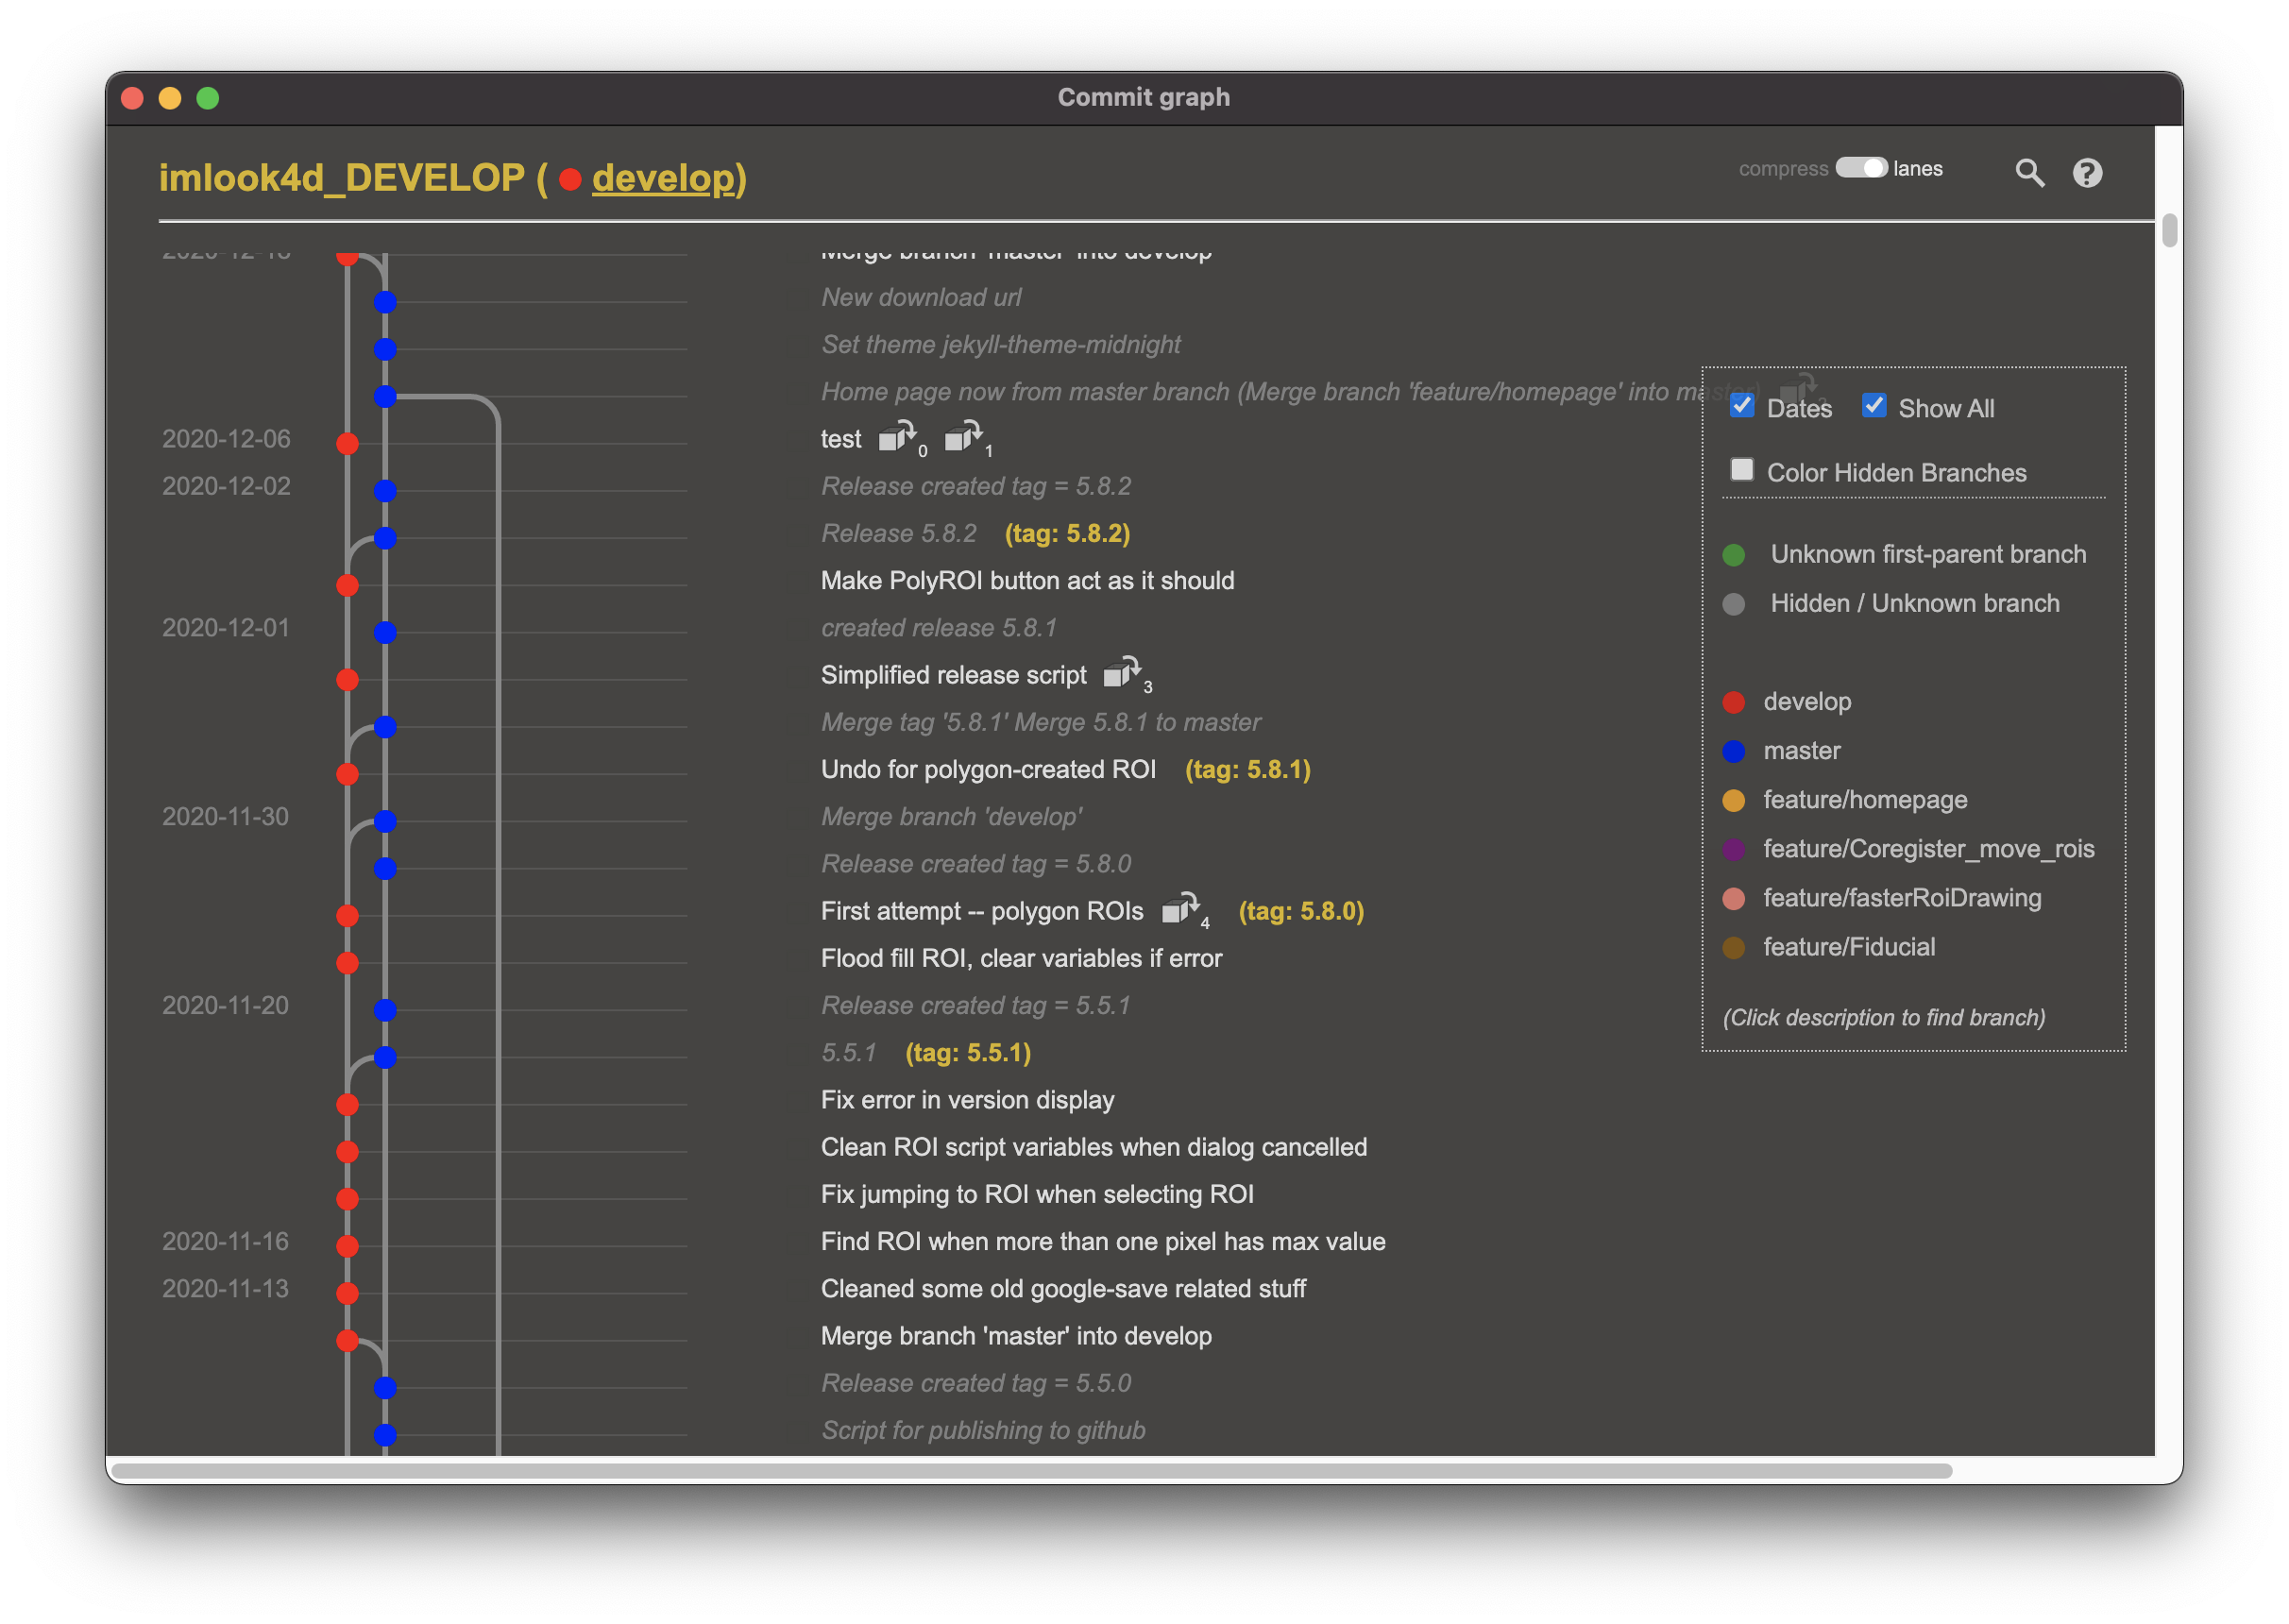 Commit graph
imlook4d_DEVELOP ( develop)
compress lanes
Merge branch 'master' into develop
New download url
Set theme jekyll-theme-midnight
Home page now from master branch (Merge branch 'feature/homepage' into master)
2020-12-06 test 0 1
2020-12-02 Release created tag = 5.8.2
Release 5.8.2 (tag: 5.8.2)
Make PolyROI button act as it should
2020-12-01 created release 5.8.1
Simplified release script 3
Merge tag '5.8.1' Merge 5.8.1 to master
Undo for polygon-created ROI (tag: 5.8.1)
2020-11-30 Merge branch 'develop'
Release created tag = 5.8.0
First attempt -- polygon ROIs 4 (tag: 5.8.0)
Flood fill ROI, clear variables if error
2020-11-20 Release created tag = 5.5.1
5.5.1 (tag: 5.5.1)
Fix error in version display
Clean ROI script variables when dialog cancelled
Fix jumping to ROI when selecting ROI
2020-11-16 Find ROI when more than one pixel has max value
2020-11-13 Cleaned some old google-save related stuff
Merge branch 'master' into develop
Release created tag = 5.5.0
Script for publishing to github
Dates Show All
Color Hidden Branches
Unknown first-parent branch
Hidden / Unknown branch
develop
master
feature/homepage
feature/Coregister_move_rois
feature/fasterRoiDrawing
feature/Fiducial
(Click description to find branch)